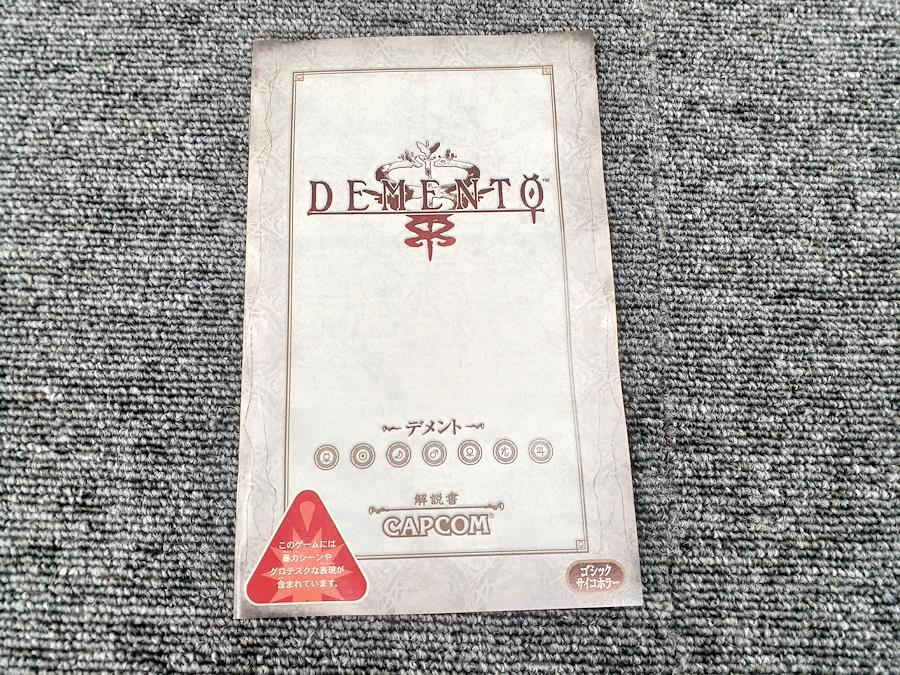 DEMENTO™
デメント
☿ ☉ ☽ ♂ ♀ ♄ ♃
解説書
CAPCOM®
このゲームには
暴力シーンや
グロテスクな表現が
含まれています。
ゴシック
サイコホラー